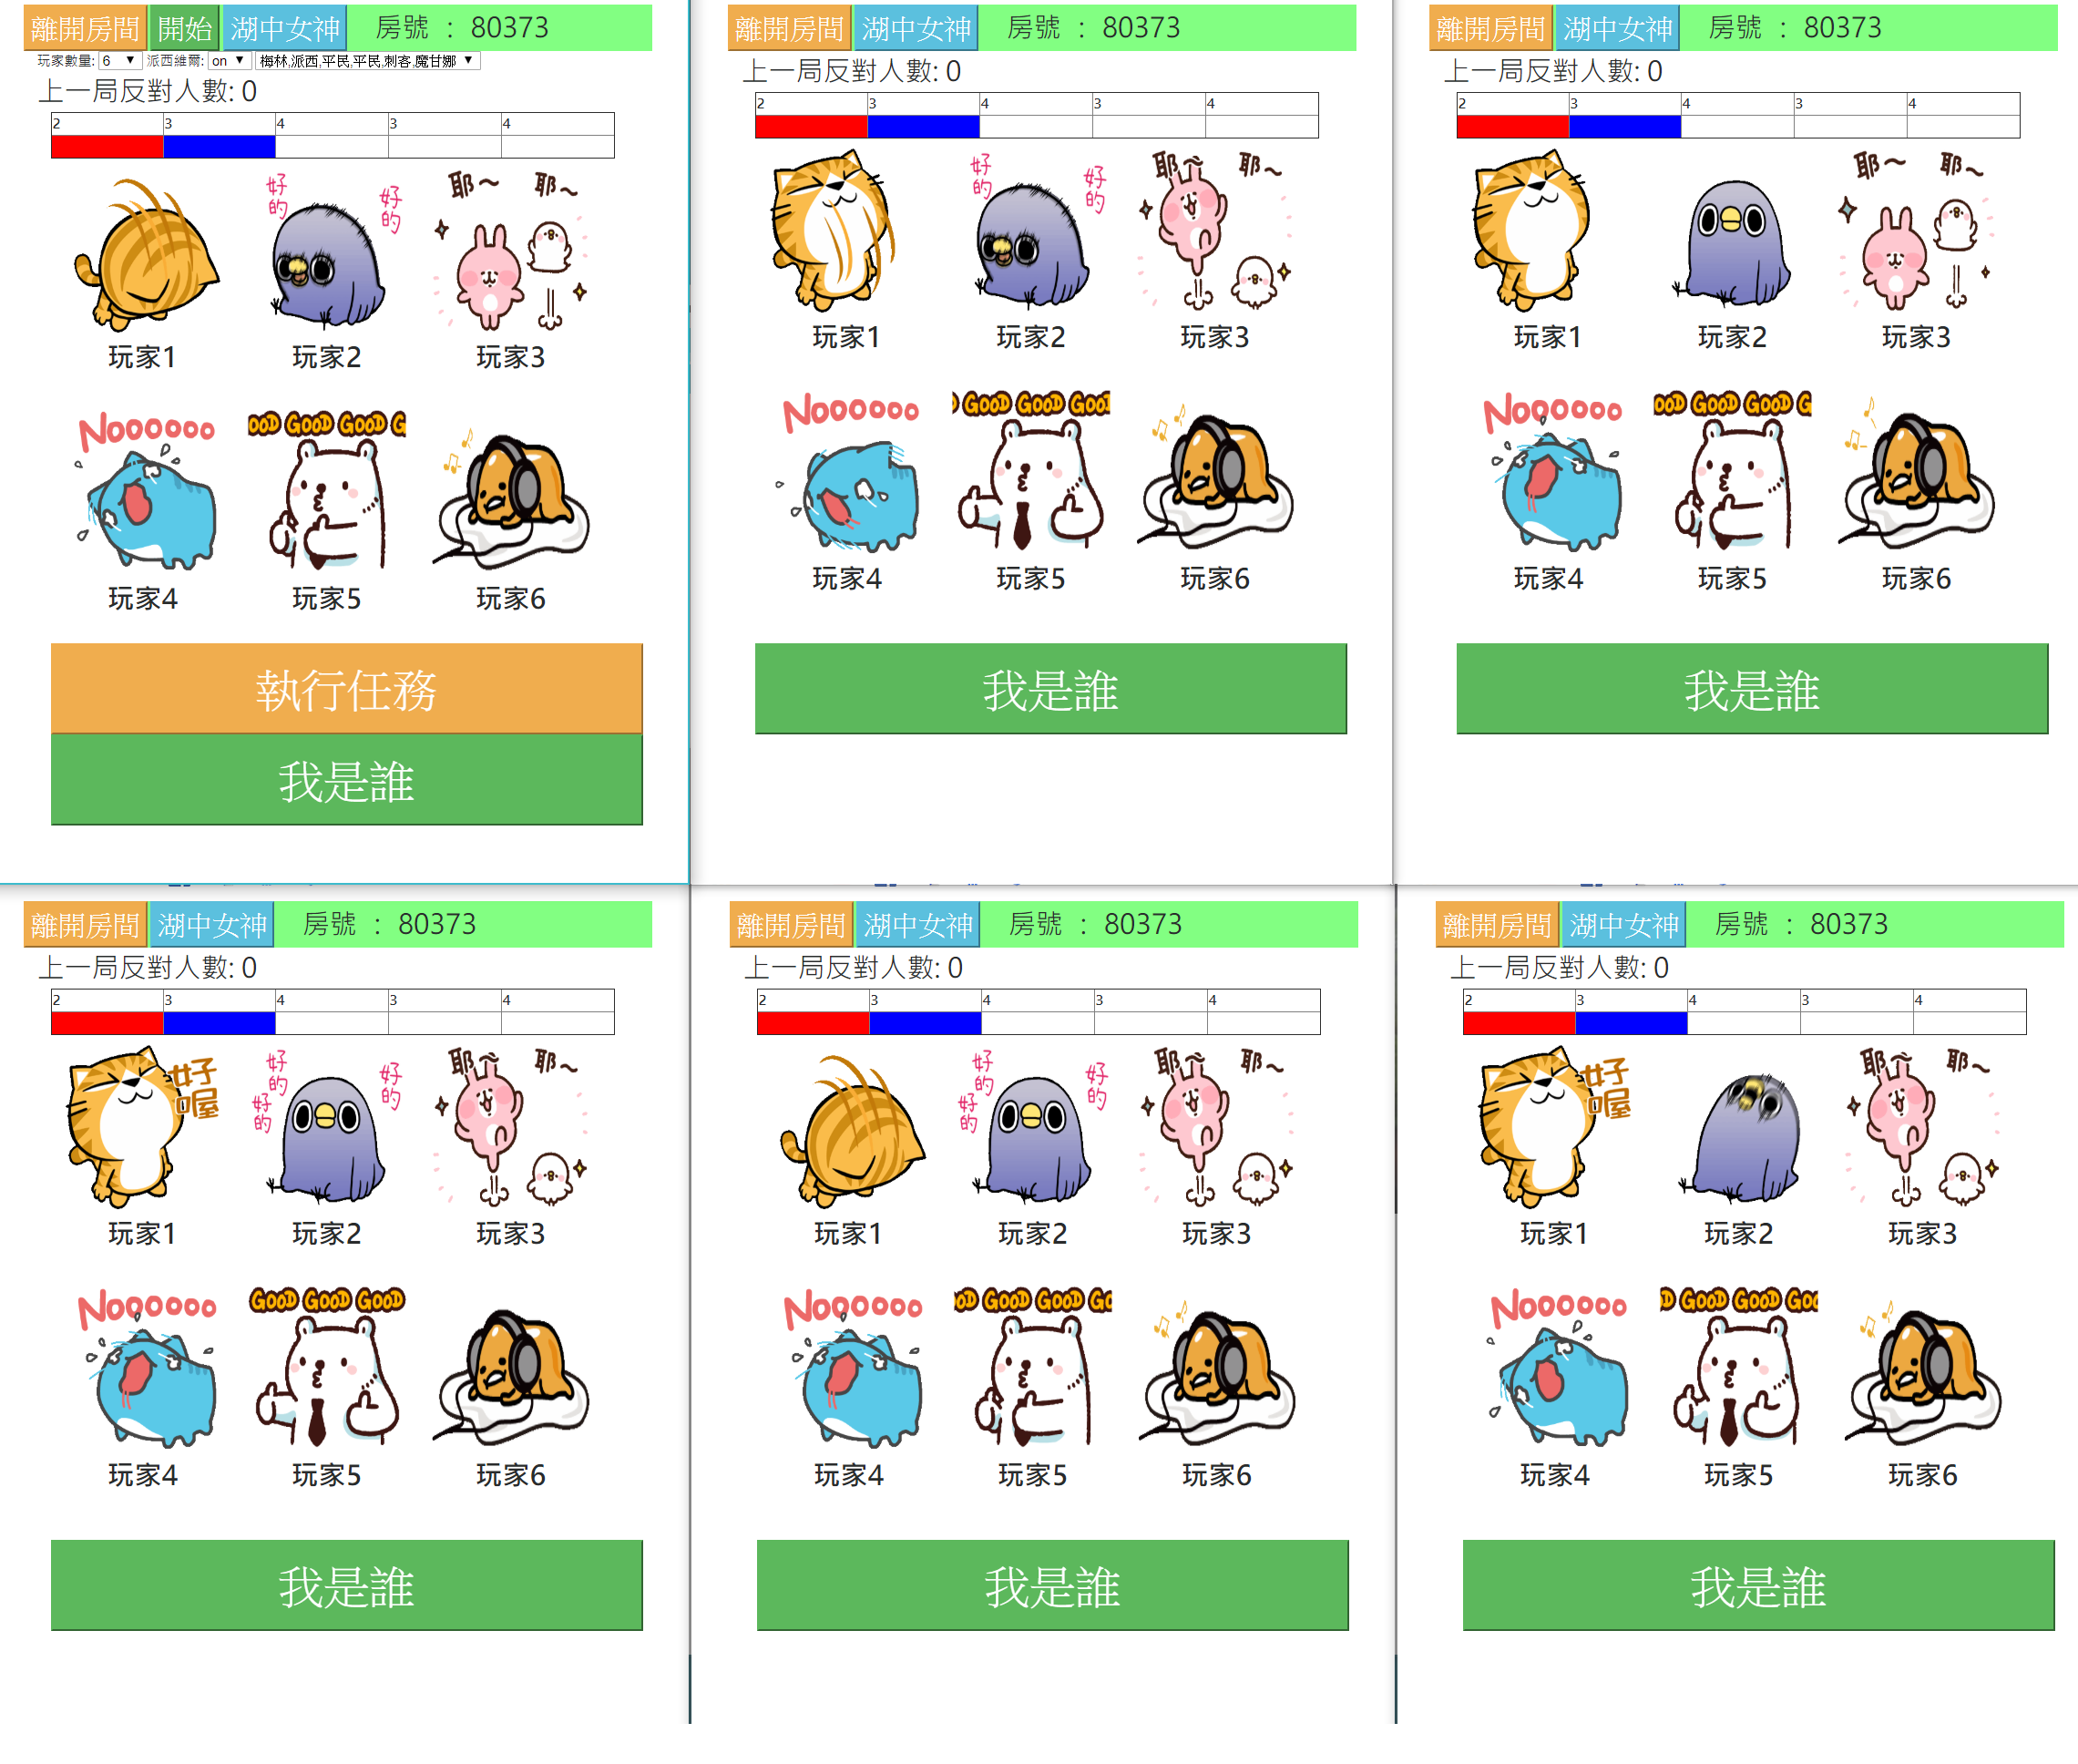 離開房間 開始 湖中女神 房號 : 80373
玩家數量: 6 派西維爾: on 梅林,派西,平民,平民,刺客,魔甘娜
上一局反對人數: 0
2 3 4 3 4
好的 好的 耶~ 耶~
玩家1 玩家2 玩家3
Noooooo OOD GOOD GOOD G
玩家4 玩家5 玩家6
執行任務
我是誰
離開房間 湖中女神 房號 : 80373
上一局反對人數: 0
2 3 4 3 4
好的 好的 耶~ 耶~
玩家1 玩家2 玩家3
Noooooo D GOOD GOOD GOOD
玩家4 玩家5 玩家6
我是誰
離開房間 湖中女神 房號 : 80373
上一局反對人數: 0
2 3 4 3 4
耶~ 耶~
玩家1 玩家2 玩家3
Noooooo OOD GOOD GOOD G
玩家4 玩家5 玩家6
我是誰
離開房間 湖中女神 房號 : 80373
上一局反對人數: 0
2 3 4 3 4
好喔 好的 好的 好的 耶~ 耶~
玩家1 玩家2 玩家3
Noooooo GOOD GOOD GOOD
玩家4 玩家5 玩家6
我是誰
離開房間 湖中女神 房號 : 80373
上一局反對人數: 0
2 3 4 3 4
好的 好的 好的 耶~ 耶~
玩家1 玩家2 玩家3
Noooooo OD GOOD GOOD GO
玩家4 玩家5 玩家6
我是誰
離開房間 湖中女神 房號 : 80373
上一局反對人數: 0
2 3 4 3 4
好喔 耶~ 耶~
玩家1 玩家2 玩家3
Noooooo D GOOD GOOD GOO
玩家4 玩家5 玩家6
我是誰